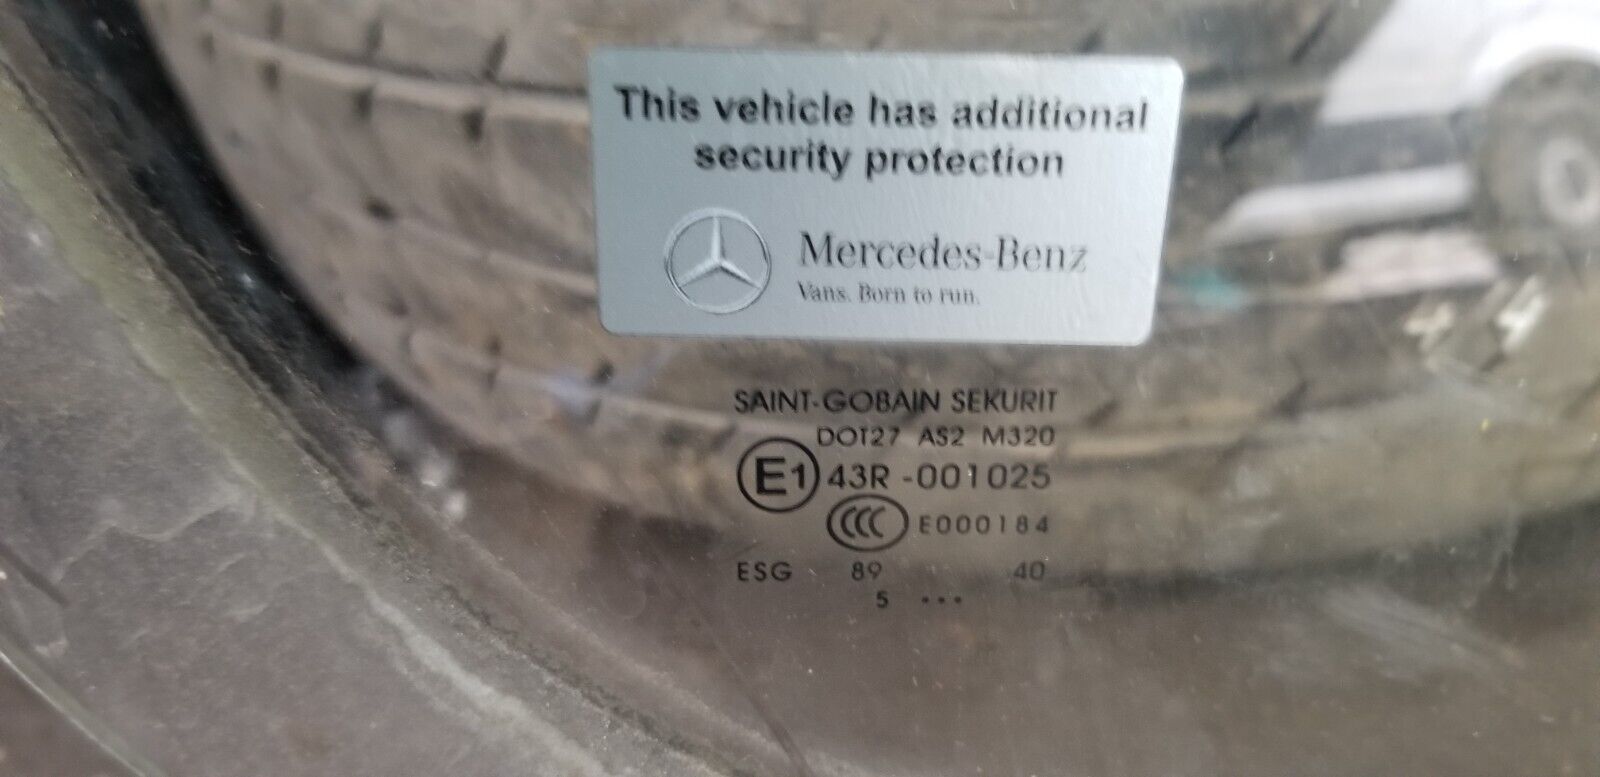 This vehicle has additional
security protection
Mercedes-Benz
Vans. Born to run.
SAINT-GOBAIN SEKURIT
DOT27 AS2 M320
E1 43R -001025
CCC E000184
ESG 89 40
5 ...